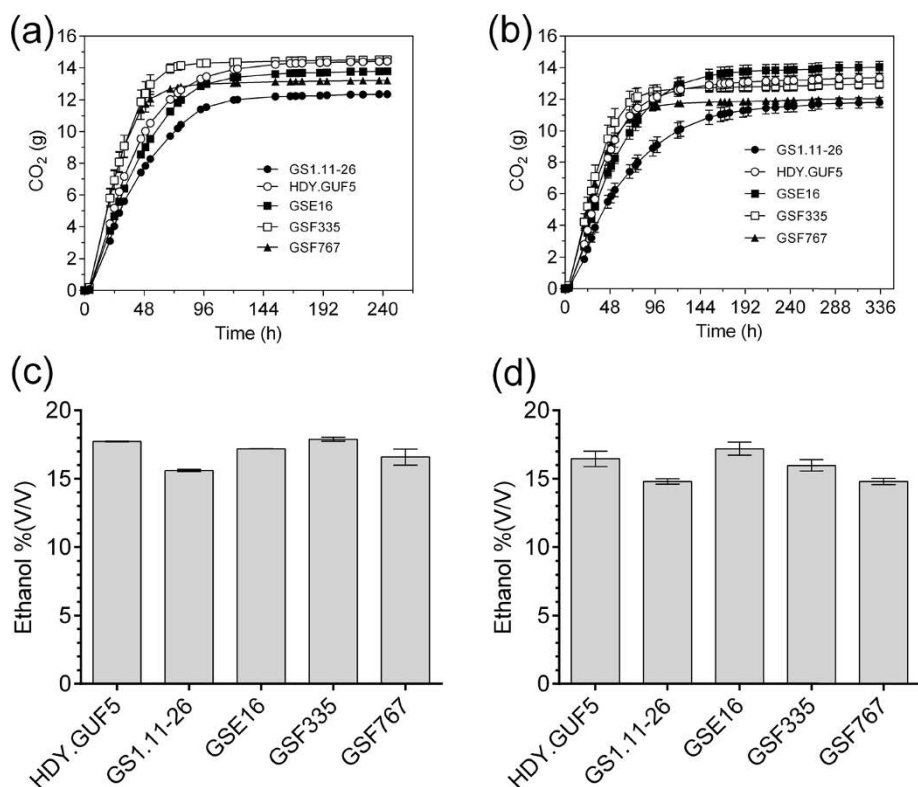 (a)
16
14
12
10
8
6
4
2
0
CO₂ (g)
GS1.11-26
HDY.GUF5
GSE16
GSF335
GSF767
0 48 96 144 192 240
Time (h)
(b)
16
14
12
10
8
6
4
2
0
CO₂ (g)
GS1.11-26
HDY.GUF5
GSE16
GSF335
GSF767
0 48 96 144 192 240 288 336
Time (h)
(c)
20
15
10
5
0
Ethanol %(V/V)
HDY.GUF5 GS1.11-26 GSE16 GSF335 GSF767
(d)
20
15
10
5
0
Ethanol %(V/V)
HDY.GUF5 GS1.11-26 GSE16 GSF335 GSF767